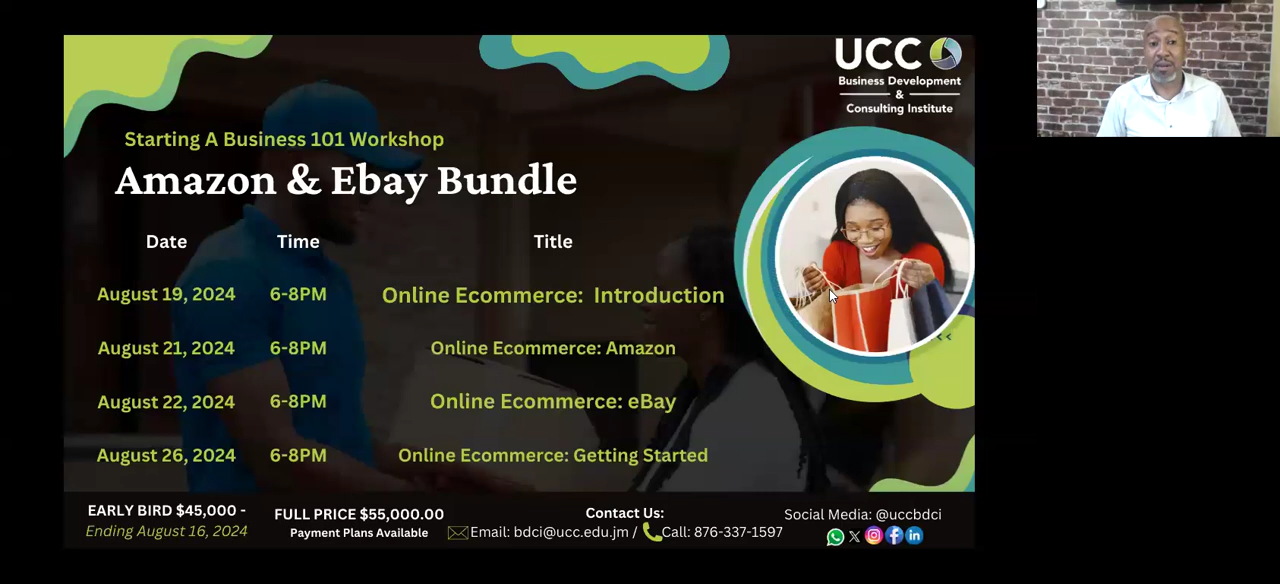 UCC
Business Development
&
Consulting Institute
Starting A Business 101 Workshop
Amazon & Ebay Bundle
Date Time Title
August 19, 2024 6-8PM Online Ecommerce: Introduction
August 21, 2024 6-8PM Online Ecommerce: Amazon
August 22, 2024 6-8PM Online Ecommerce: eBay
August 26, 2024 6-8PM Online Ecommerce: Getting Started
EARLY BIRD $45,000 -
Ending August 16, 2024
FULL PRICE $55,000.00
Payment Plans Available
Contact Us:
Email: bdci@ucc.edu.jm / Call: 876-337-1597
Social Media: @uccbdci